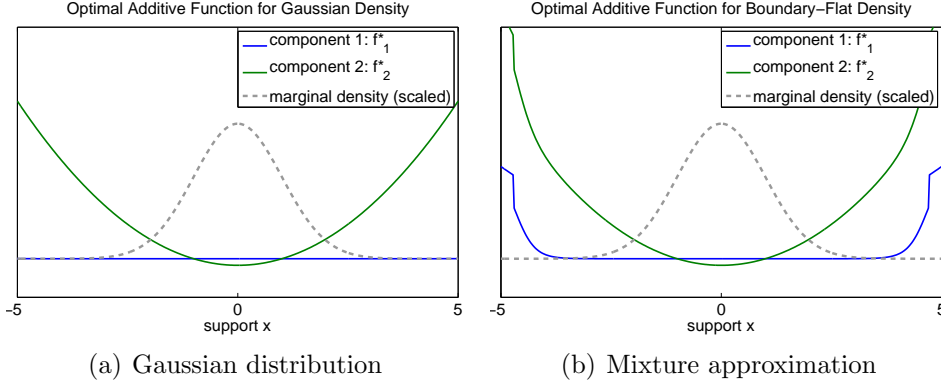 Optimal Additive Function for Gaussian Density
component 1: f*1
component 2: f*2
marginal density (scaled)
−5
0
5
support x
(a) Gaussian distribution
Optimal Additive Function for Boundary−Flat Density
component 1: f*1
component 2: f*2
marginal density (scaled)
−5
0
5
support x
(b) Mixture approximation